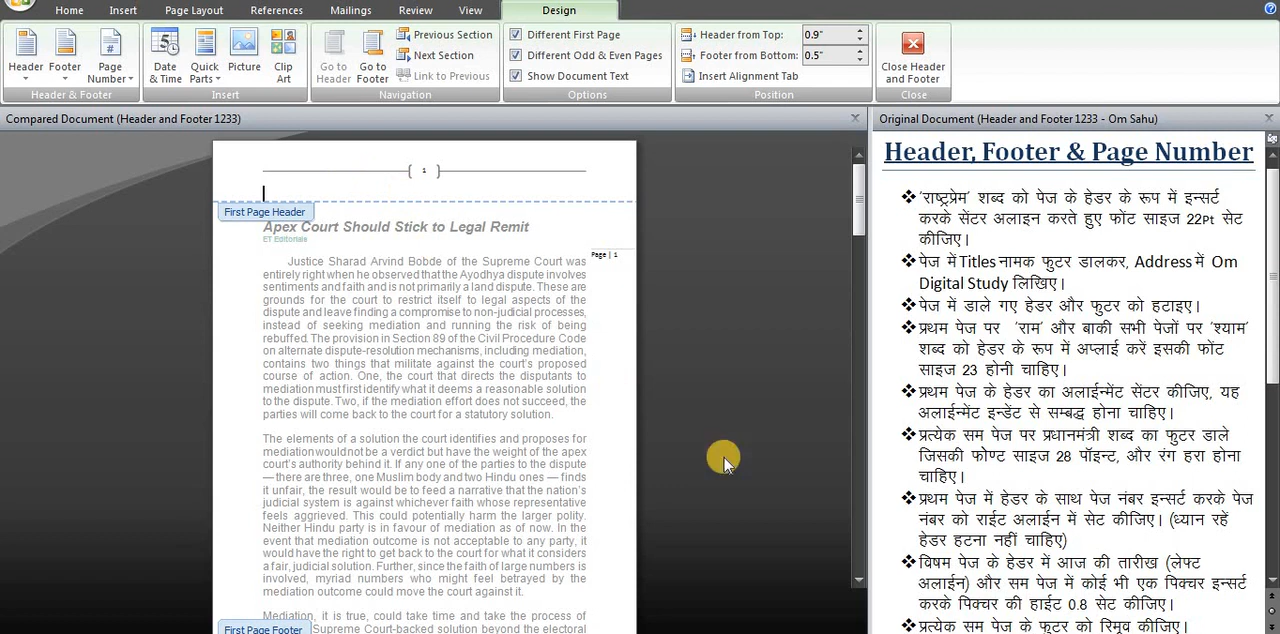 Home Insert Page Layout References Mailings Review View Design
Header Footer Page Number
Date & Time Quick Parts Picture Clip Art
Go to Header Go to Footer
Previous Section
Next Section
Link to Previous
Different First Page
Different Odd & Even Pages
Show Document Text
Header from Top: 0.9"
Footer from Bottom: 0.5"
Insert Alignment Tab
Close Header and Footer
Header & Footer Insert Navigation Options Position Close
Compared Document (Header and Footer 1233)
1
First Page Header
Apex Court Should Stick to Legal Remit
ET Editorials
Page | 1
Justice Sharad Arvind Bobde of the Supreme Court was
entirely right when he observed that the Ayodhya dispute involves
sentiments and faith and is not primarily a land dispute. These are
grounds for the court to restrict itself to legal aspects of the
dispute and leave finding a compromise to non-judicial processes,
instead of seeking mediation and running the risk of being
rebuffed. The provision in Section 89 of the Civil Procedure Code
on alternate dispute-resolution mechanisms, including mediation,
contains two things that militate against the court's proposed
course of action. One, the court that directs the disputants to
mediation must first identify what it deems a reasonable solution
to the dispute. Two, if the mediation effort does not succeed, the
parties will come back to the court for a statutory solution.
The elements of a solution the court identifies and proposes for
mediation would not be a verdict but have the weight of the apex
court's authority behind it. If any one of the parties to the dispute
— there are three, one Muslim body and two Hindu ones — finds
it unfair, the result would be to feed a narrative that the nation's
judicial system is against whichever faith whose representative
feels aggrieved. This could potentially harm the larger polity.
Neither Hindu party is in favour of mediation as of now. In the
event that mediation outcome is not acceptable to any party, it
would have the right to get back to the court for what it considers
a fair, judicial solution. Further, since the faith of large numbers is
involved, myriad numbers who might feel betrayed by the
mediation outcome could move the court against it.
Mediation, it is true, could take time and take the process of
Supreme Court-backed solution beyond the electoral
First Page Footer
Original Document (Header and Footer 1233 - Om Sahu)
Header, Footer & Page Number
❖'राष्ट्रप्रेम' शब्द को पेज के हेडर के रूप में इन्सर्ट
करके सेंटर अलाइन करते हुए फोंट साइज 22Pt सेट
कीजिए।
❖पेज में Titles नामक फुटर डालकर, Address में Om
Digital Study लिखिए।
❖पेज में डाले गए हेडर और फुटर को हटाइए।
❖प्रथम पेज पर 'राम' और बाकी सभी पेजों पर 'श्याम'
शब्द को हेडर के रूप में अप्लाई करें इसकी फोंट
साइज 23 होनी चाहिए।
❖प्रथम पेज के हेडर का अलाईन्मेंट सेंटर कीजिए, यह
अलाईन्मेंट इन्डेंट से सम्बद्ध होना चाहिए।
❖प्रत्येक सम पेज पर प्रधानमंत्री शब्द का फुटर डाले
जिसकी फोण्ट साइज 28 पॉइन्ट, और रंग हरा होना
चाहिए।
❖प्रथम पेज में हेडर के साथ पेज नंबर इन्सर्ट करके पेज
नंबर को राईट अलाईन में सेट कीजिए। (ध्यान रहें
हेडर हटना नहीं चाहिए)
❖विषम पेज के हेडर में आज की तारीख (लेफ्ट
अलाईन) और सम पेज में कोई भी एक पिक्चर इन्सर्ट
करके पिक्चर की हाईट 0.8 सेट कीजिए।
❖प्रत्येक सम पेज के फुटर को रिमूव कीजिए।